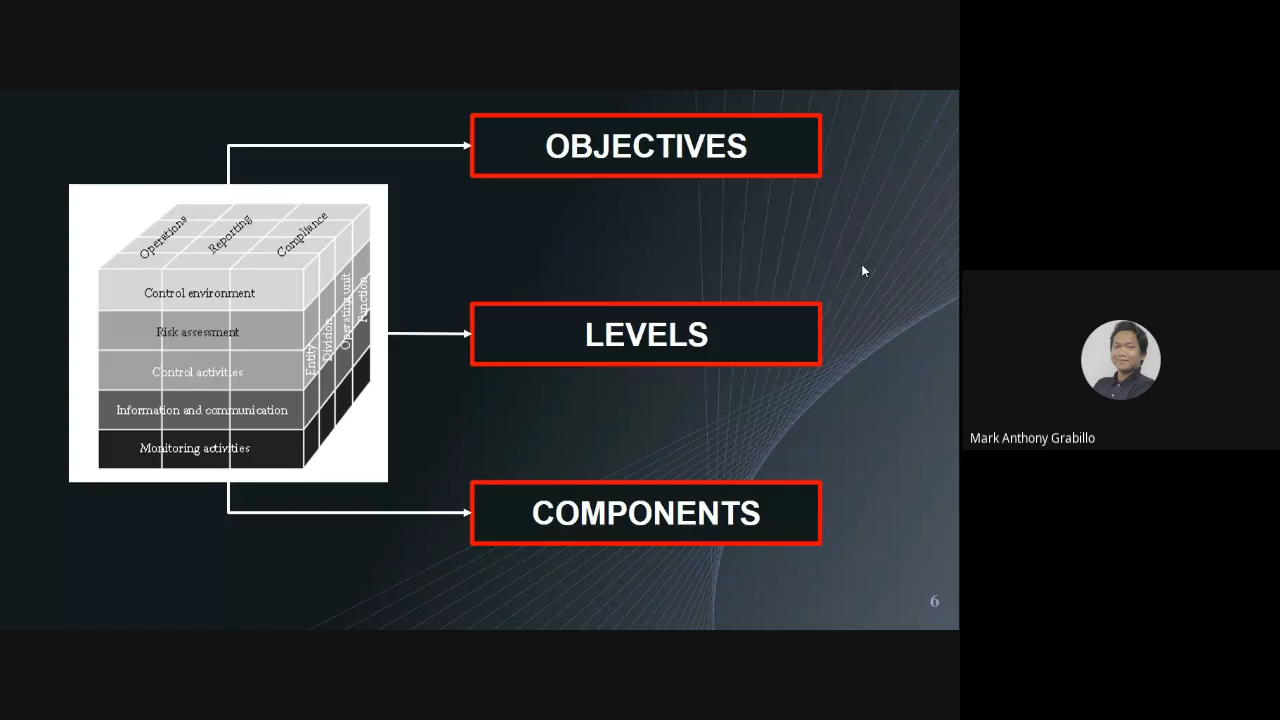 OBJECTIVES
Operations
Reporting
Compliance
Control environment
Risk assessment
Control activities
Information and communication
Monitoring activities
Entity
Division
Operating unit
Function
LEVELS
COMPONENTS
6
Mark Anthony Grabillo